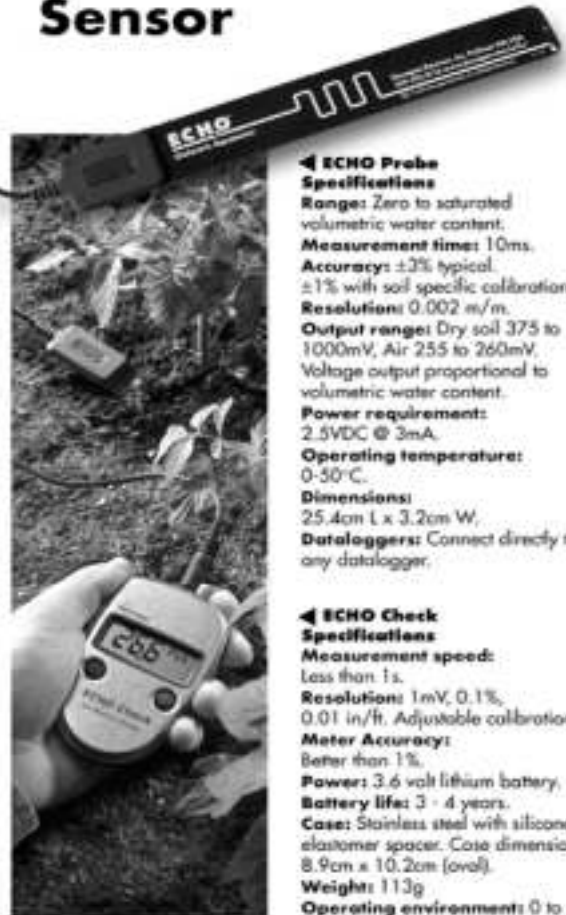 Sensor
ECHO
◀ ECHO Probe
Specifications
Range: Zero to saturated
volumetric water content.
Measurement time: 10ms.
Accuracy: ±3% typical.
±1% with soil specific calibration
Resolution: 0.002 m/m.
Output range: Dry soil 375 to
1000mV, Air 255 to 260mV.
Voltage output proportional to
volumetric water content.
Power requirement:
2.5VDC @ 3mA.
Operating temperature:
0-50°C.
Dimensions:
25.4cm L x 3.2cm W.
Dataloggers: Connect directly t
any datalogger.
◀ ECHO Check
Specifications
Measurement speed:
Less than 1s.
Resolution: 1mV, 0.1%,
0.01 in/ft. Adjustable calibration
Meter Accuracy:
Better than 1%.
Power: 3.6 volt lithium battery.
Battery life: 3 - 4 years.
Case: Stainless steel with silicone
elastomer spacer. Case dimensio
8.9cm x 10.2cm (oval).
Weight: 113g
Operating environment: 0 to
266
ECHO Check